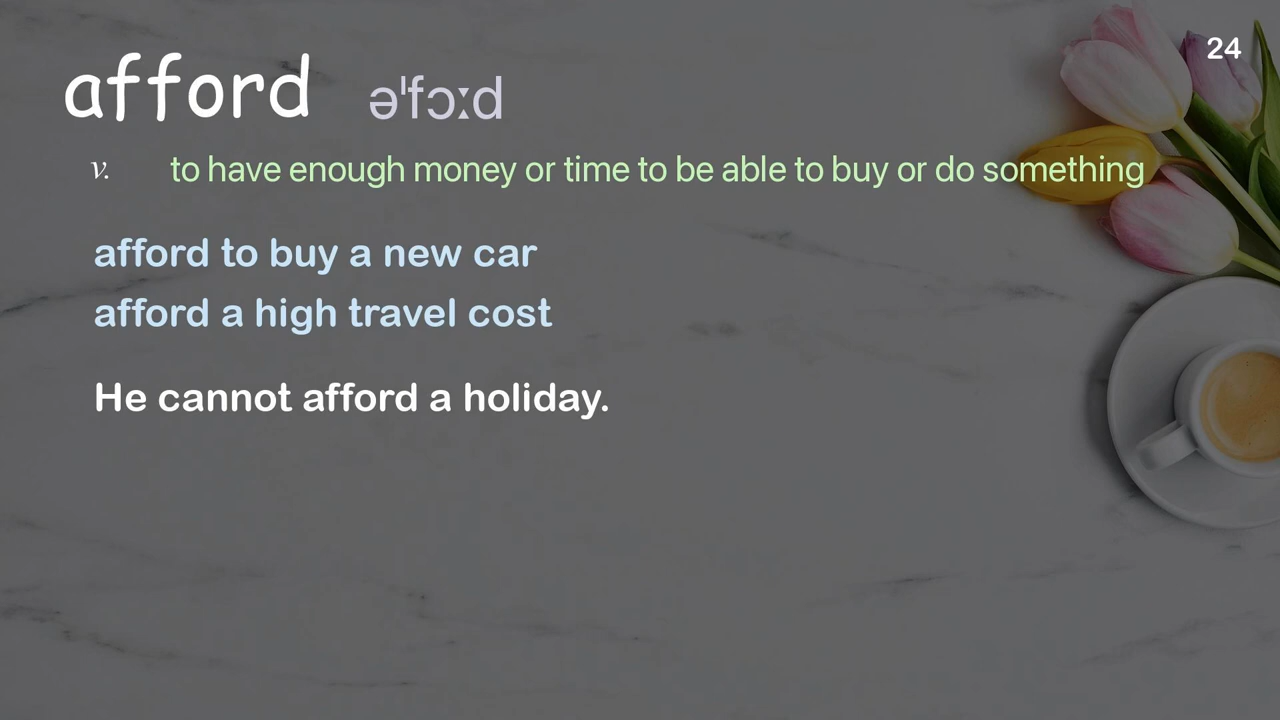 24
afford əˈfɔːd
v. to have enough money or time to be able to buy or do something
afford to buy a new car
afford a high travel cost
He cannot afford a holiday.